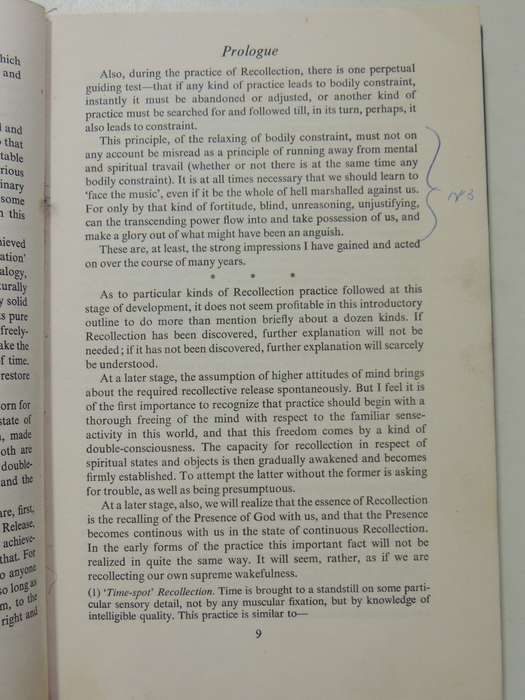 Prologue
Also, during the practice of Recollection, there is one perpetual
guiding test—that if any kind of practice leads to bodily constraint,
instantly it must be abandoned or adjusted, or another kind of
practice must be searched for and followed till, in its turn, perhaps, it
also leads to constraint.
This principle, of the relaxing of bodily constraint, must not on
any account be misread as a principle of running away from mental
and spiritual travail (whether or not there is at the same time any
bodily constraint). It is at all times necessary that we should learn to
‘face the music’, even if it be the whole of hell marshalled against us.
For only by that kind of fortitude, blind, unreasoning, unjustifying,
can the transcending power flow into and take possession of us, and
make a glory out of what might have been an anguish.
These are, at least, the strong impressions I have gained and acted
on over the course of many years.
* * *
As to particular kinds of Recollection practice followed at this
stage of development, it does not seem profitable in this introductory
outline to do more than mention briefly about a dozen kinds. If
Recollection has been discovered, further explanation will not be
needed; if it has not been discovered, further explanation will scarcely
be understood.
At a later stage, the assumption of higher attitudes of mind brings
about the required recollective release spontaneously. But I feel it is
of the first importance to recognize that practice should begin with a
thorough freeing of the mind with respect to the familiar sense-
activity in this world, and that this freedom comes by a kind of
double-consciousness. The capacity for recollection in respect of
spiritual states and objects is then gradually awakened and becomes
firmly established. To attempt the latter without the former is asking
for trouble, as well as being presumptuous.
At a later stage, also, we will realize that the essence of Recollection
is the recalling of the Presence of God with us, and that the Presence
becomes continous with us in the state of continuous Recollection.
In the early forms of the practice this important fact will not be
realized in quite the same way. It will seem, rather, as if we are
recollecting our own supreme wakefulness.
(1) ‘Time-spot’ Recollection. Time is brought to a standstill on some parti-
cular sensory detail, not by any muscular fixation, but by knowledge of
intelligible quality. This practice is similar to—
9